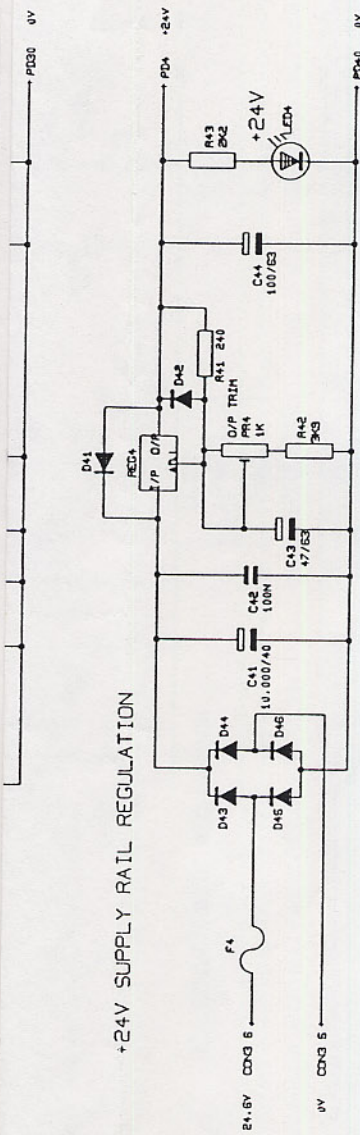 PD30 0V
+24V SUPPLY RAIL REGULATION
24.6V CON3 6
0V CON3 5
F4
D43
D44
D45
D46
C41
10,000/40
C42
100N
C43
47/63
D41
REG4
I/P O/P
ADJ
D42
R41 240
O/P TRIM
PR4
1K
R42
3K9
C44
100/63
R43
2K2
+24V
LED4
PD4 +24V
PD40 0V